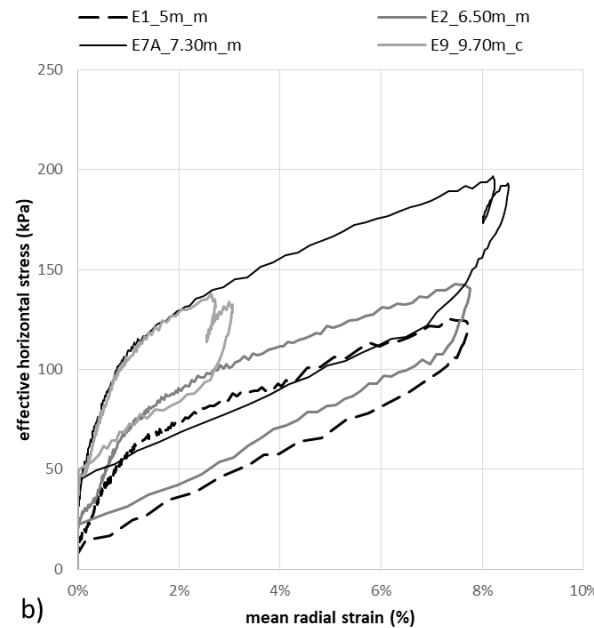 E1_5m_m E2_6.50m_m
E7A_7.30m_m E9_9.70m_c
250
200
150
100
50
0
effective horizontal stress (kPa)
0% 2% 4% 6% 8% 10%
mean radial strain (%)
b)